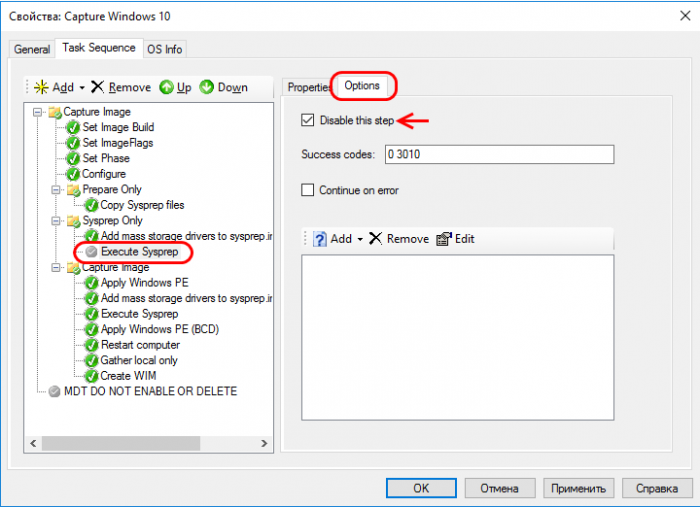 Свойства: Capture Windows 10
General Task Sequence OS Info
Add Remove Up Down
Capture Image
Set Image Build
Set ImageFlags
Set Phase
Configure
Prepare Only
Copy Sysprep files
Sysprep Only
Add mass storage drivers to sysprep.ir
Execute Sysprep
Capture Image
Apply Windows PE
Add mass storage drivers to sysprep.ir
Execute Sysprep
Apply Windows PE (BCD)
Restart computer
Gather local only
Create WIM
MDT DO NOT ENABLE OR DELETE
Properties Options
Disable this step
Success codes: 0 3010
Continue on error
Add Remove Edit
OK Отмена Применить Справка